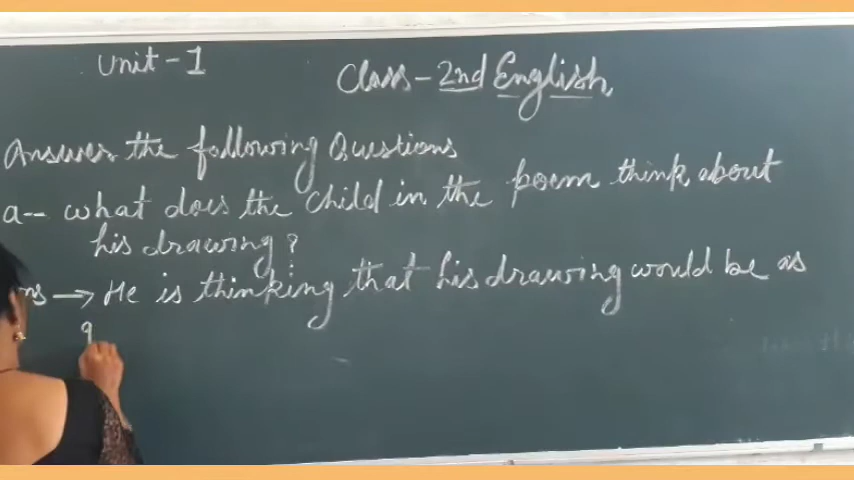 Unit - 1
Class - 2nd English
Answer the following Questions
a-- what does the child in the poem think about
his drawing?
ns → He is thinking that his drawing would be as
g